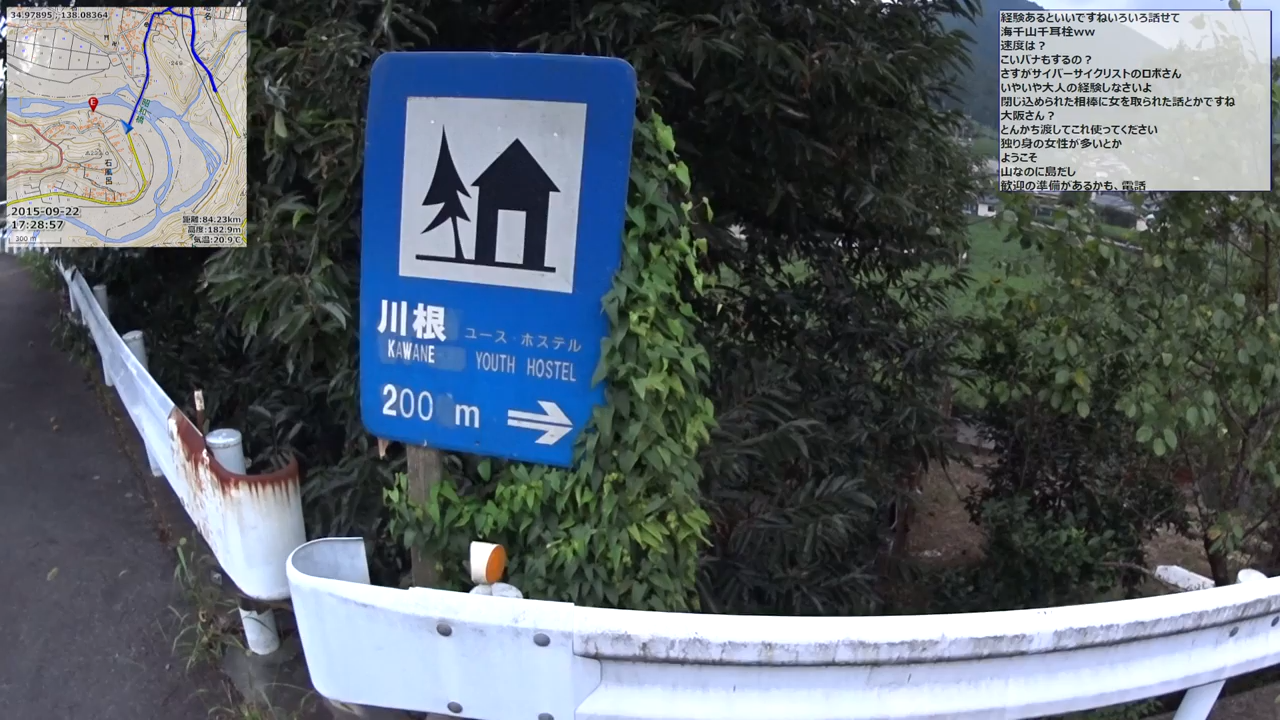 34.97895 , 138.08364
249
昭和橋
石風呂
E
2015-09-22
17:28:57
300 m
距離:84.23km
高度:182.9m
気温:20.9℃
経験あるといいですねいろいろ話せて
海千山千耳栓ww
速度は？
こいバナもするの？
さすがサイバーサイクリストのロボさん
いやいや大人の経験しなさいよ
閉じ込められた相棒に女を取られた話とかですね
大阪さん？
とんかち渡してこれ使ってください
独り身の女性が多いとか
ようこそ
山なのに島だし
歓迎の準備があるかも、電話
川根 ユース・ホステル
KAWANE YOUTH HOSTEL
200 m